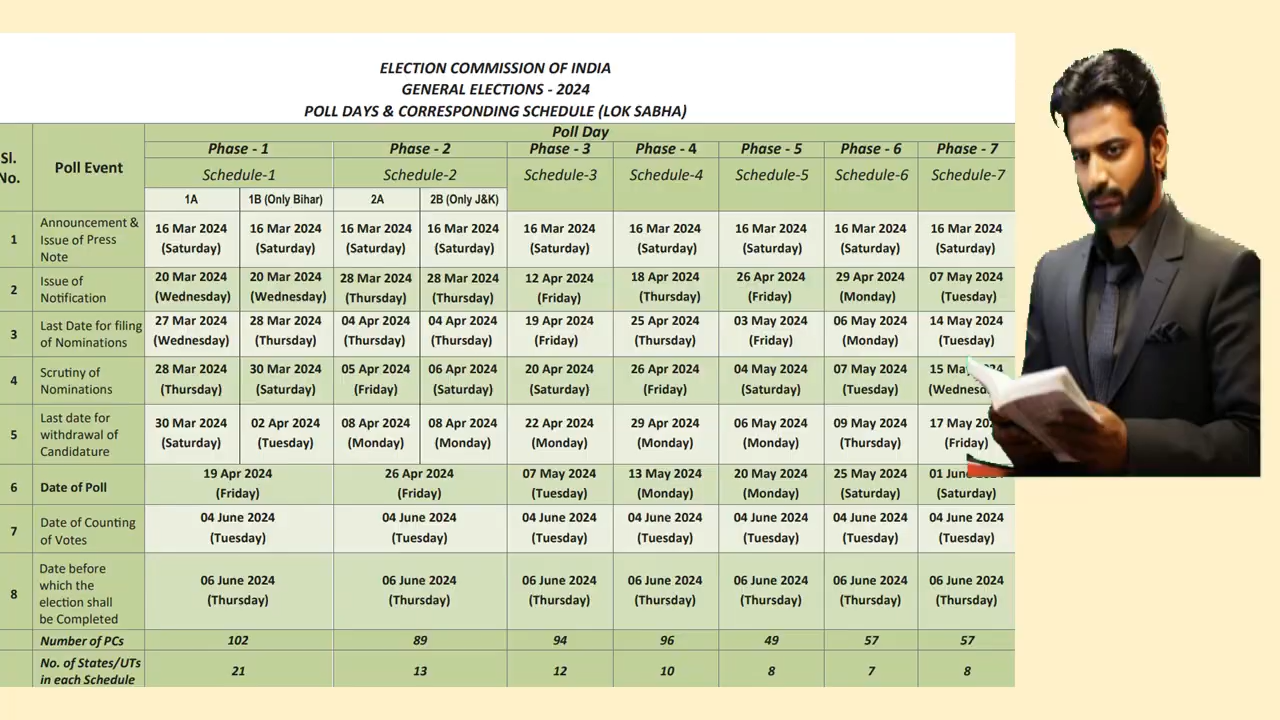 ELECTION COMMISSION OF INDIA
GENERAL ELECTIONS - 2024
POLL DAYS & CORRESPONDING SCHEDULE (LOK SABHA)
Sl. No. Poll Event Poll Day
Phase - 1 Phase - 2 Phase - 3 Phase - 4 Phase - 5 Phase - 6 Phase - 7
Schedule-1 Schedule-2 Schedule-3 Schedule-4 Schedule-5 Schedule-6 Schedule-7
1A 1B (Only Bihar) 2A 2B (Only J&K)
1 Announcement & Issue of Press Note 16 Mar 2024 (Saturday) 16 Mar 2024 (Saturday) 16 Mar 2024 (Saturday) 16 Mar 2024 (Saturday) 16 Mar 2024 (Saturday) 16 Mar 2024 (Saturday) 16 Mar 2024 (Saturday) 16 Mar 2024 (Saturday) 16 Mar 2024 (Saturday)
2 Issue of Notification 20 Mar 2024 (Wednesday) 20 Mar 2024 (Wednesday) 28 Mar 2024 (Thursday) 28 Mar 2024 (Thursday) 12 Apr 2024 (Friday) 18 Apr 2024 (Thursday) 26 Apr 2024 (Friday) 29 Apr 2024 (Monday) 07 May 2024 (Tuesday)
3 Last Date for filing of Nominations 27 Mar 2024 (Wednesday) 28 Mar 2024 (Thursday) 04 Apr 2024 (Thursday) 04 Apr 2024 (Thursday) 19 Apr 2024 (Friday) 25 Apr 2024 (Thursday) 03 May 2024 (Friday) 06 May 2024 (Monday) 14 May 2024 (Tuesday)
4 Scrutiny of Nominations 28 Mar 2024 (Thursday) 30 Mar 2024 (Saturday) 05 Apr 2024 (Friday) 06 Apr 2024 (Saturday) 20 Apr 2024 (Saturday) 26 Apr 2024 (Friday) 04 May 2024 (Saturday) 07 May 2024 (Tuesday) 15
5 Last date for withdrawal of Candidature 30 Mar 2024 (Saturday) 02 Apr 2024 (Tuesday) 08 Apr 2024 (Monday) 08 Apr 2024 (Monday) 22 Apr 2024 (Monday) 29 Apr 2024 (Monday) 06 May 2024 (Monday) 09 May 2024 (Thursday) 17 May (Friday)
6 Date of Poll 19 Apr 2024 (Friday) 26 Apr 2024 (Friday) 07 May 2024 (Tuesday) 13 May 2024 (Monday) 20 May 2024 (Monday) 25 May 2024 (Saturday) 01 (Saturday)
7 Date of Counting of Votes 04 June 2024 (Tuesday) 04 June 2024 (Tuesday) 04 June 2024 (Tuesday) 04 June 2024 (Tuesday) 04 June 2024 (Tuesday) 04 June 2024 (Tuesday) 04 June 2024 (Tuesday)
8 Date before which the election shall be Completed 06 June 2024 (Thursday) 06 June 2024 (Thursday) 06 June 2024 (Thursday) 06 June 2024 (Thursday) 06 June 2024 (Thursday) 06 June 2024 (Thursday) 06 June 2024 (Thursday)
Number of PCs 102 89 94 96 49 57 57
No. of States/UTs in each Schedule 21 13 12 10 8 7 8